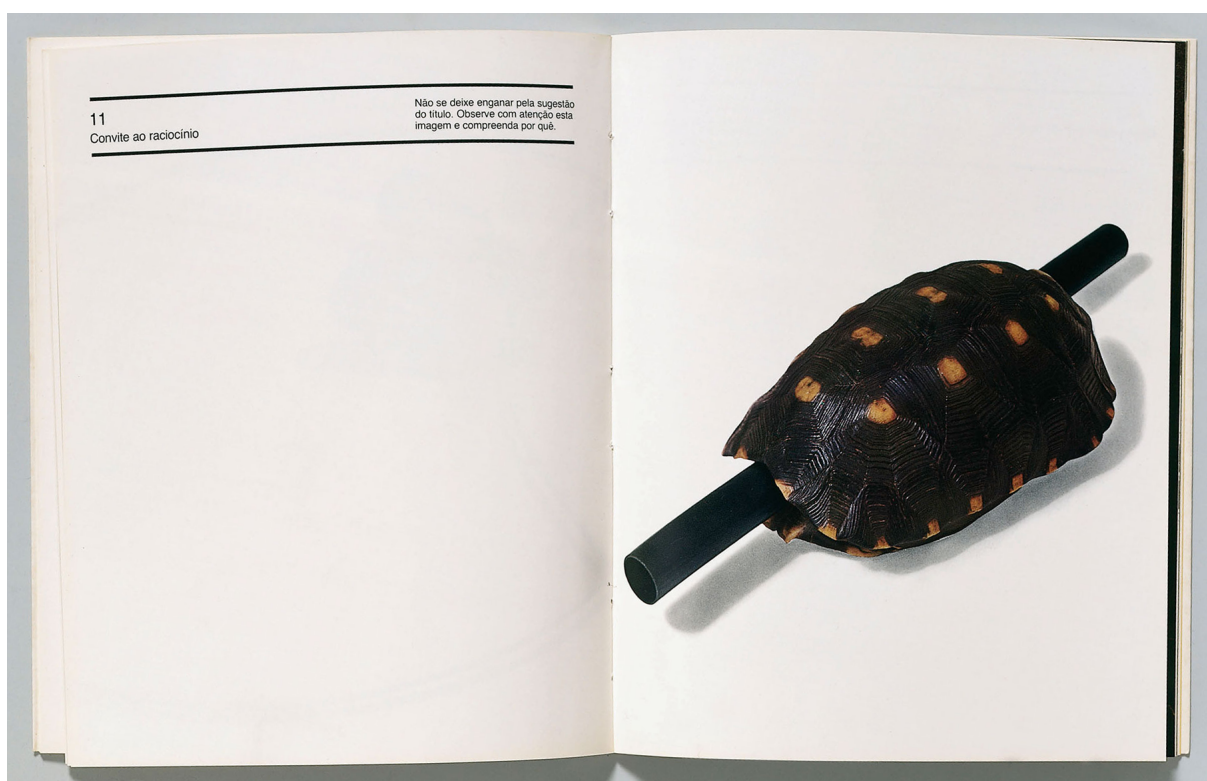 11
Convite ao raciocínio
Não se deixe enganar pela sugestão
do título. Observe com atenção esta
imagem e compreenda por quê.